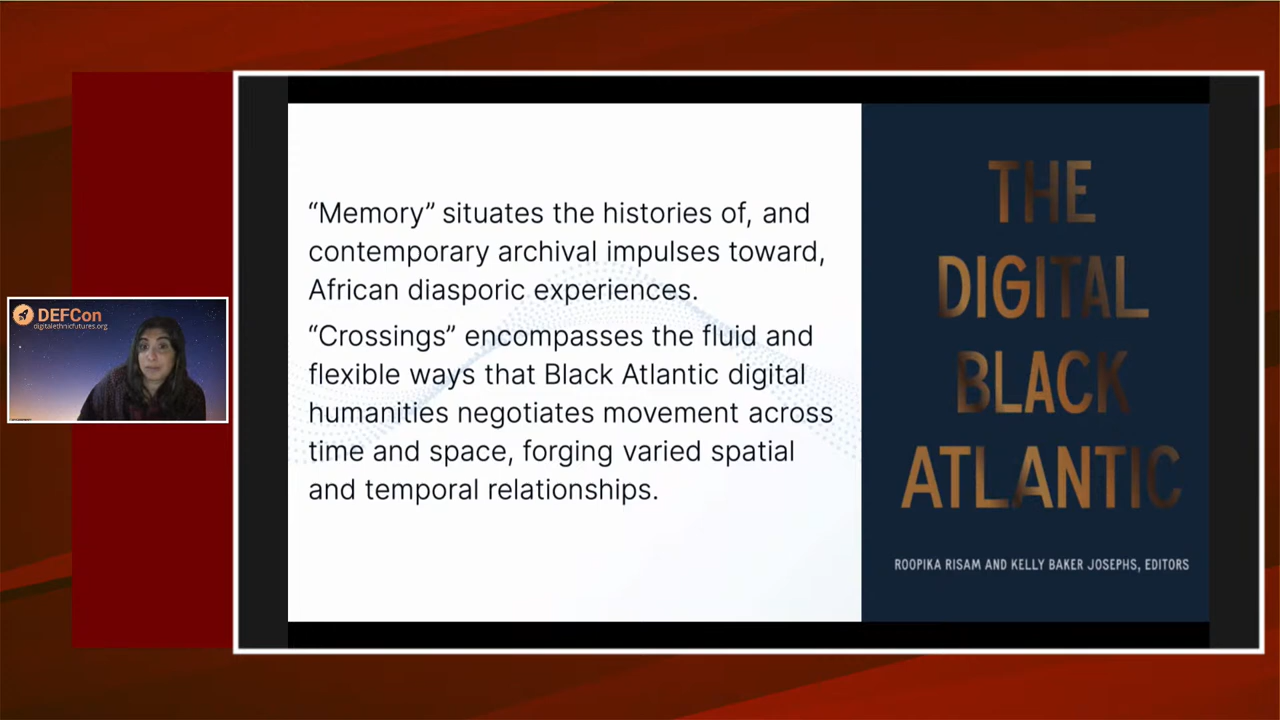 DEFCon
digitalethnicfutures.org
“Memory” situates the histories of, and
contemporary archival impulses toward,
African diasporic experiences.
“Crossings” encompasses the fluid and
flexible ways that Black Atlantic digital
humanities negotiates movement across
time and space, forging varied spatial
and temporal relationships.
THE
DIGITAL
BLACK
ATLANTIC
ROOPIKA RISAM AND KELLY BAKER JOSEPHS, EDITORS